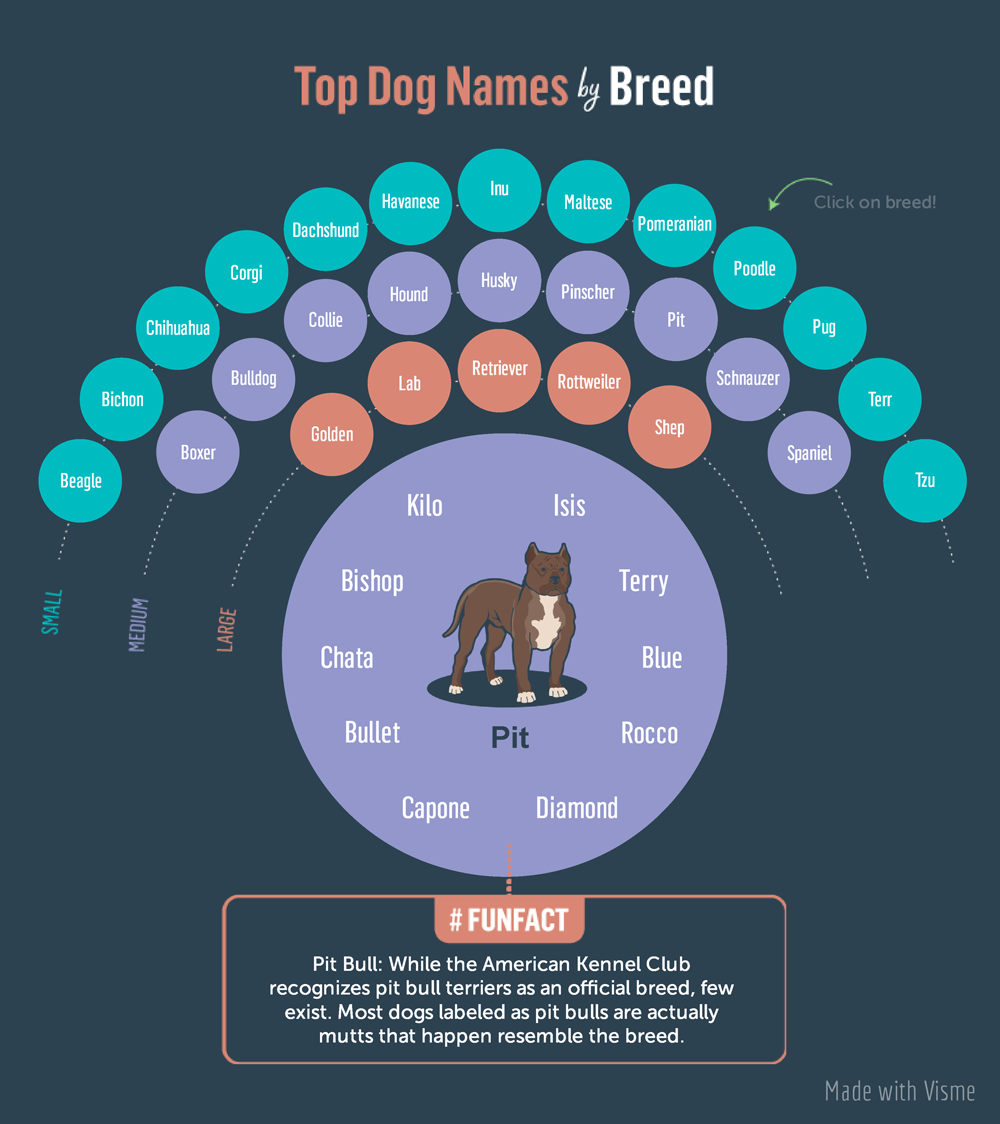 Top Dog Names by Breed
Click on breed!
Inu
Havanese
Maltese
Dachshund
Pomeranian
Corgi
Poodle
Chihuahua
Pug
Bichon
Terr
Beagle
Tzu
Husky
Hound
Pinscher
Collie
Pit
Bulldog
Schnauzer
Boxer
Spaniel
Retriever
Lab
Rottweiler
Golden
Shep
SMALL
MEDIUM
LARGE
Kilo
Isis
Bishop
Terry
Chata
Blue
Bullet
Rocco
Capone
Diamond
Pit
# FUNFACT
Pit Bull: While the American Kennel Club
recognizes pit bull terriers as an official breed, few
exist. Most dogs labeled as pit bulls are actually
mutts that happen resemble the breed.
Made with Visme